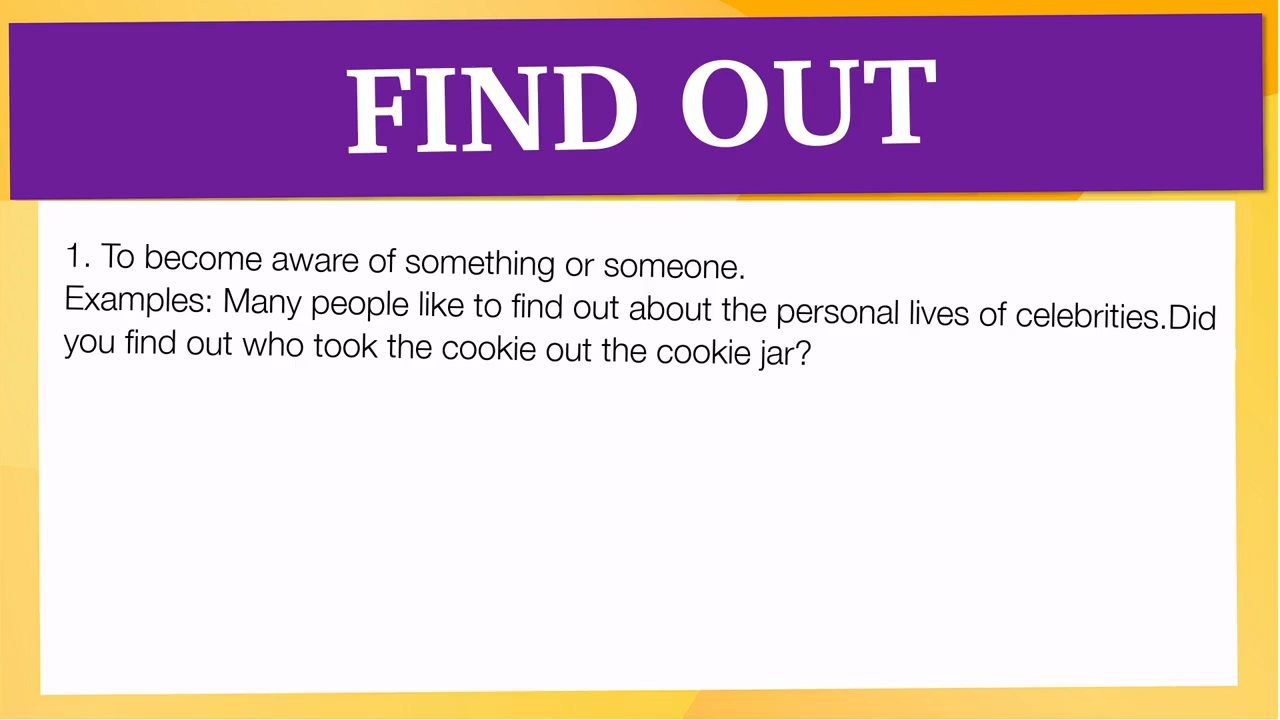 FIND OUT
1. To become aware of something or someone.
Examples: Many people like to find out about the personal lives of celebrities.Did
you find out who took the cookie out the cookie jar?